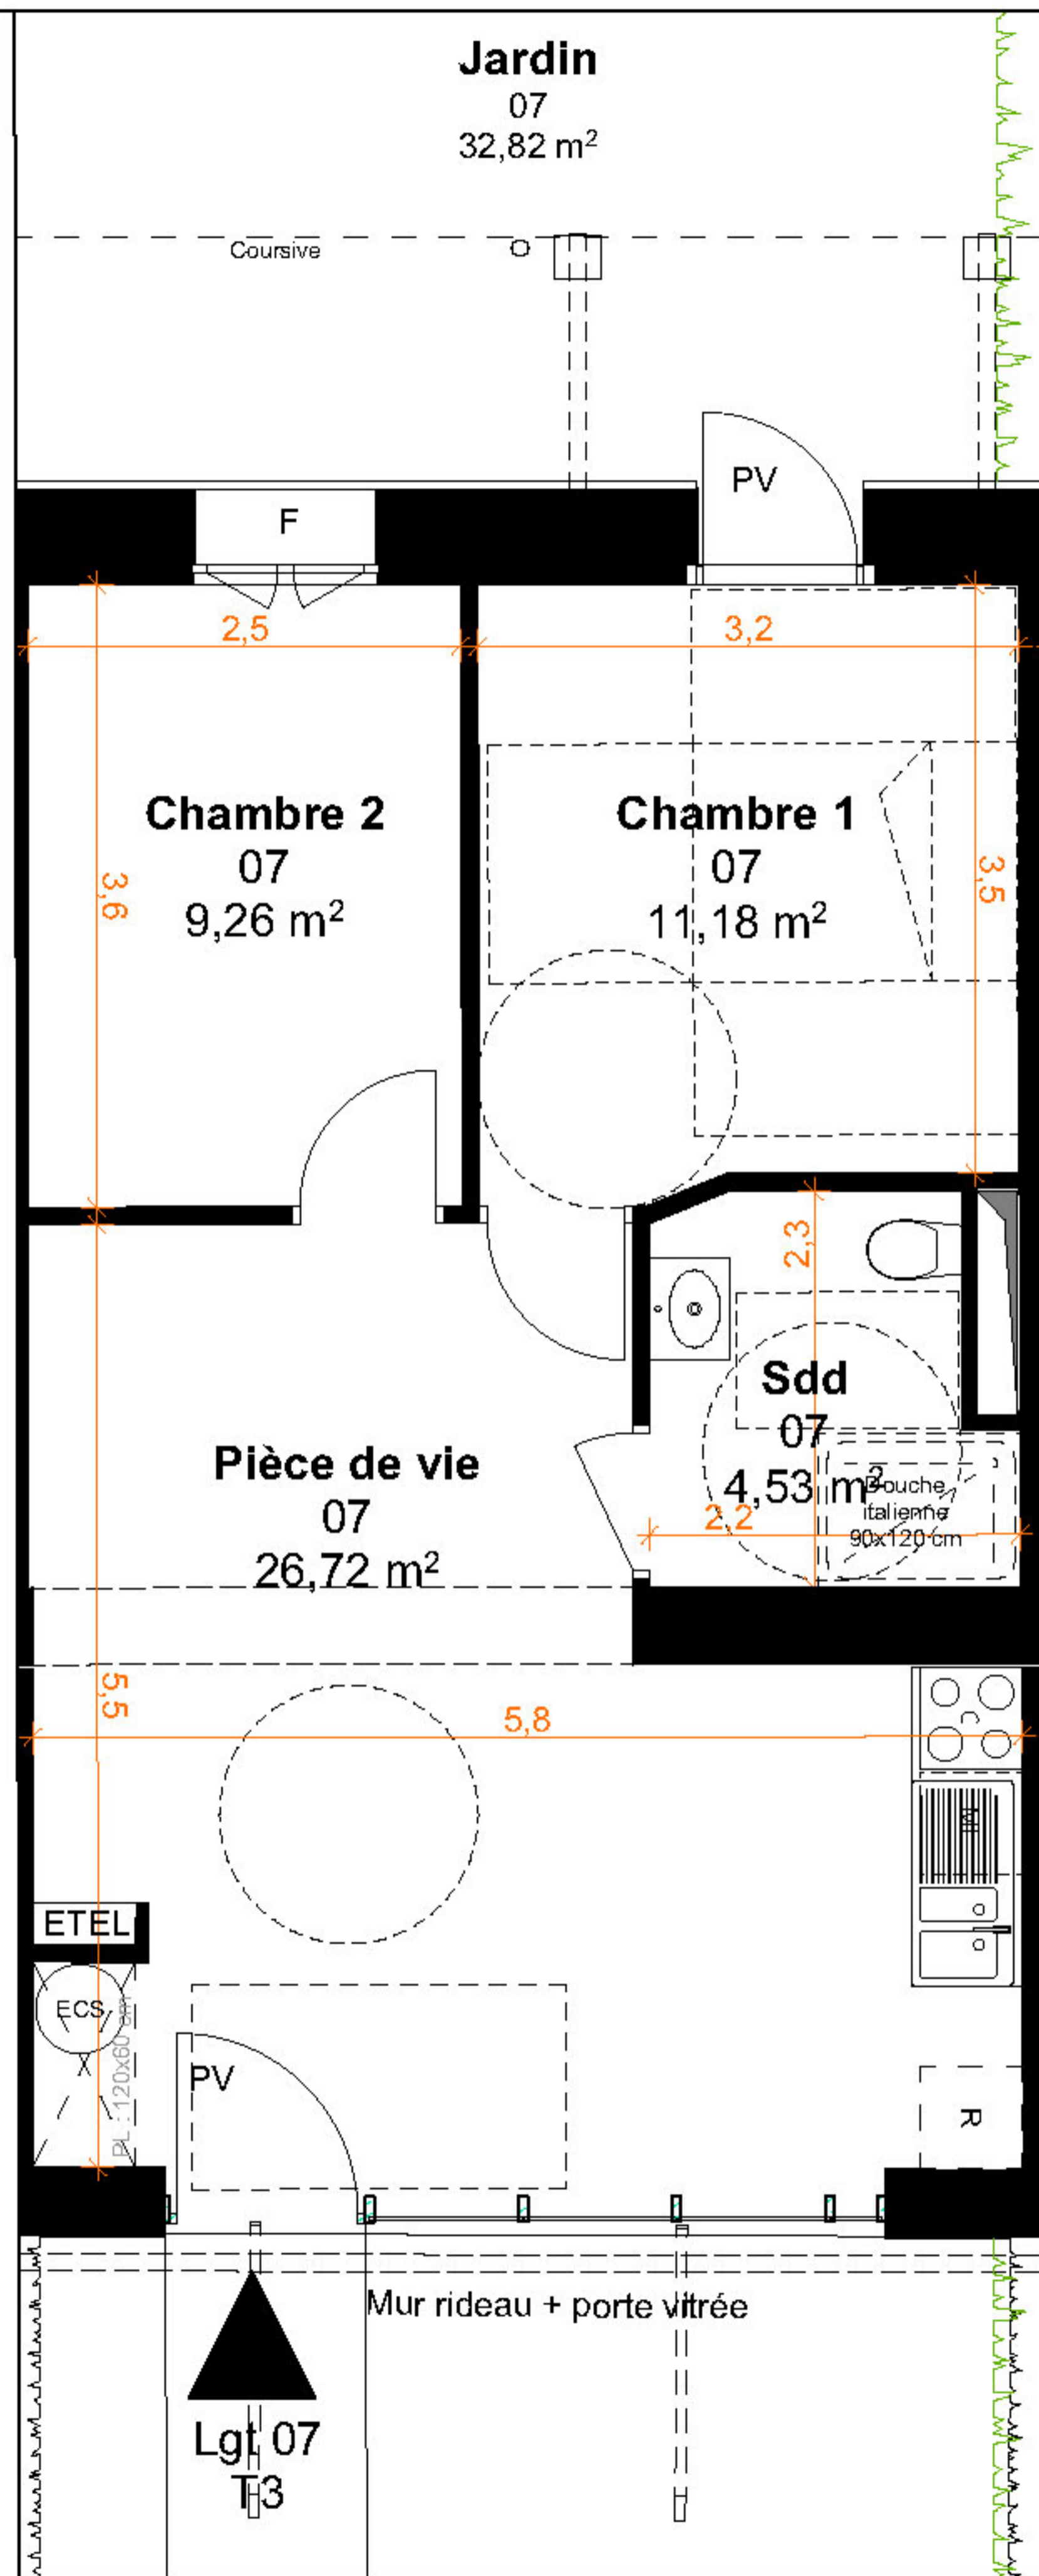 Jardin
07
32,82 m²
Coursive
PV
F
2,5
3,2
Chambre 2
07
9,26 m²
Chambre 1
07
11,18 m²
3,6
3,5
2,3
Sdd
07
4,53 m²
Douche
italienne
90x120 cm
2,2
Pièce de vie
07
26,72 m²
5,5
5,8
ETEL
ECS
PL : 120x60 cm
PV
R
Mur rideau + porte vitrée
Lgt 07
T3